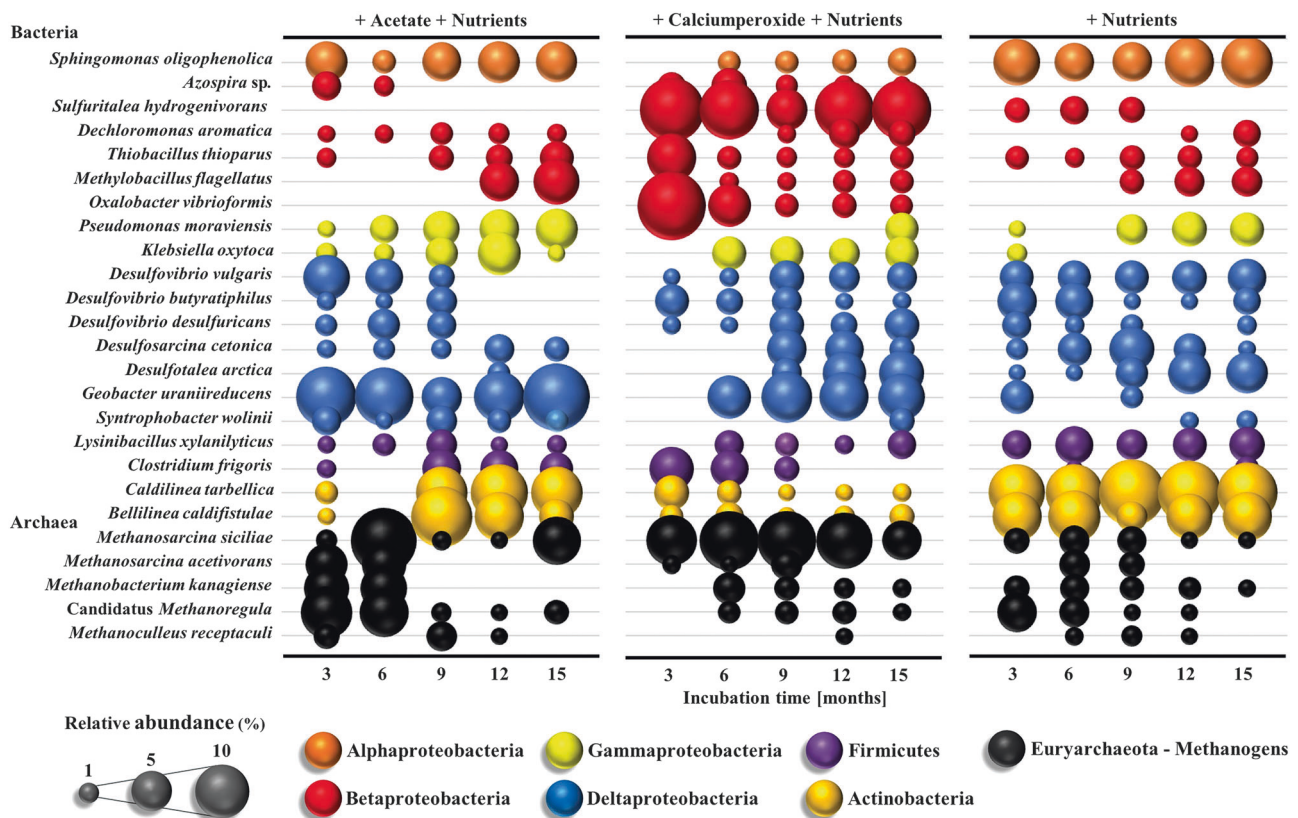 + Acetate + Nutrients
+ Calciumperoxide + Nutrients
+ Nutrients
Bacteria
Sphingomonas oligophenolica
Azospira sp.
Sulfuritalea hydrogenivorans
Dechloromonas aromatica
Thiobacillus thioparus
Methylobacillus flagellatus
Oxalobacter vibrioformis
Pseudomonas moraviensis
Klebsiella oxytoca
Desulfovibrio vulgaris
Desulfovibrio butyratiphilus
Desulfovibrio desulfuricans
Desulfosarcina cetonica
Desulfotalea arctica
Geobacter uraniireducens
Syntrophobacter wolinii
Lysinibacillus xylanilyticus
Clostridium frigoris
Caldilinea tarbellica
Bellilinea caldifistulae
Archaea
Methanosarcina siciliae
Methanosarcina acetivorans
Methanobacterium kanagiense
Candidatus Methanoregula
Methanoculleus receptaculi
3 6 9 12 15
3 6 9 12 15
3 6 9 12 15
Incubation time [months]
Relative abundance (%)
1 5 10
Alphaproteobacteria
Gammaproteobacteria
Firmicutes
Euryarchaeota - Methanogens
Betaproteobacteria
Deltaproteobacteria
Actinobacteria